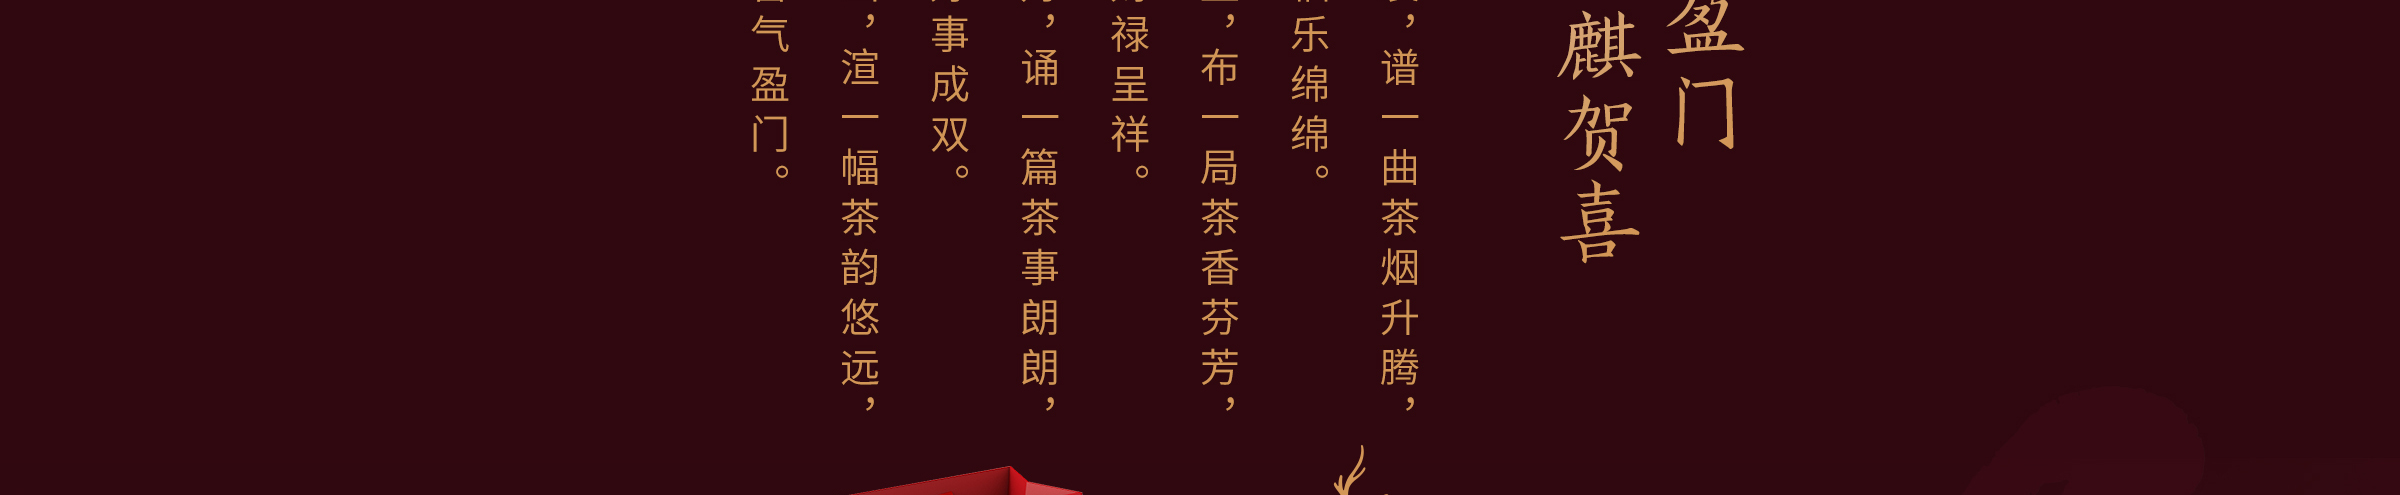 盈门
麒贺喜
，谱一曲茶烟升腾，
乐绵绵。
，布一局茶香芬芳，
禄呈祥。
，诵一篇茶事朗朗，
事成双。
，渲一幅茶韵悠远，
气盈门。